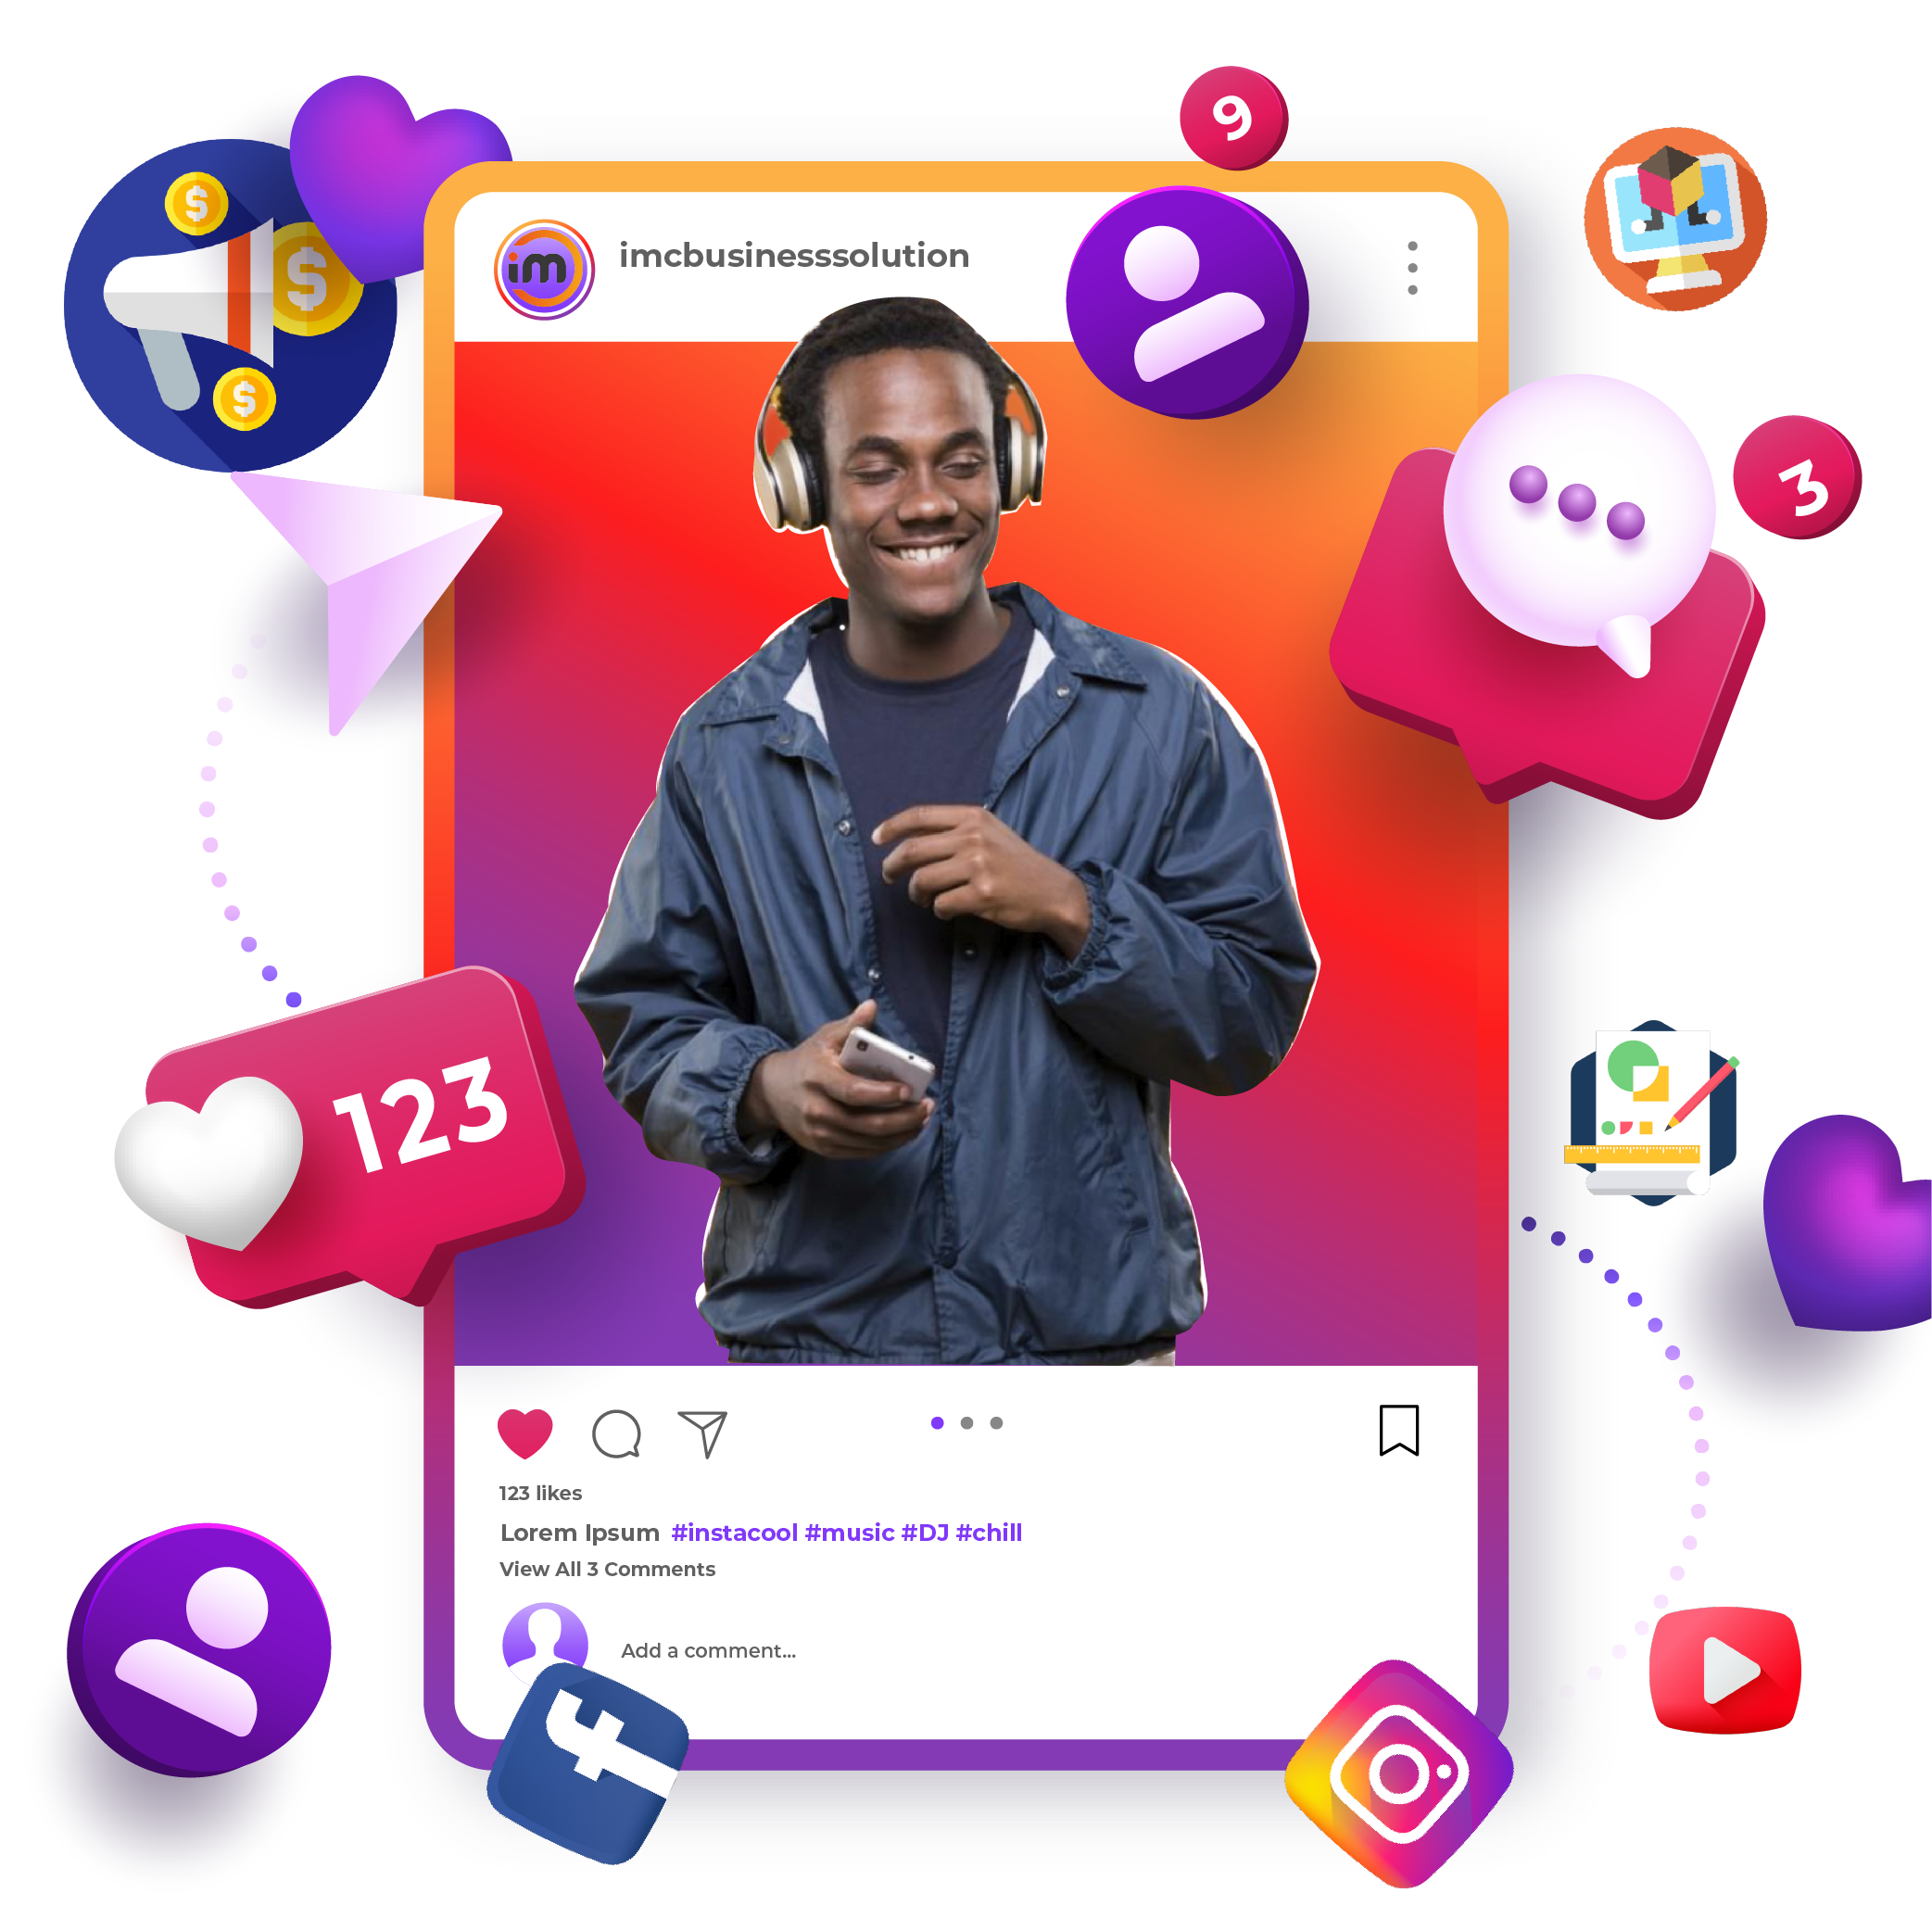 9
imcbusinesssolution
im
$
$
$
3
123
123 likes
Lorem Ipsum #instacool #music #DJ #chill
View All 3 Comments
Add a comment...
f